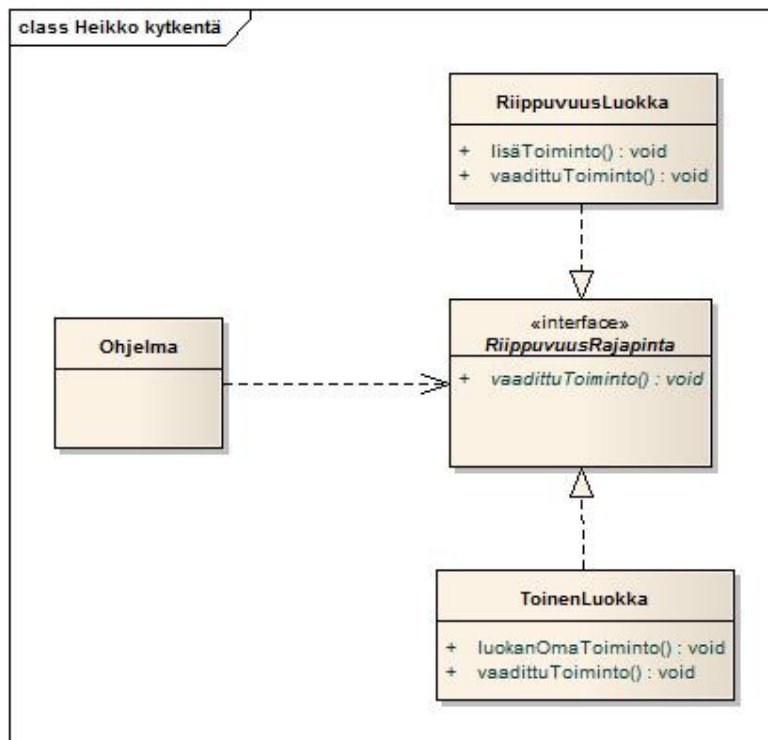 class Heikko kytkentä
RiippuvuusLuokka
+ lisäToiminto() : void
+ vaadittuToiminto() : void
Ohjelma
«interface»
RiippuvuusRajapinta
+ vaadittuToiminto() : void
ToinenLuokka
+ luokanOmaToiminto() : void
+ vaadittuToiminto() : void